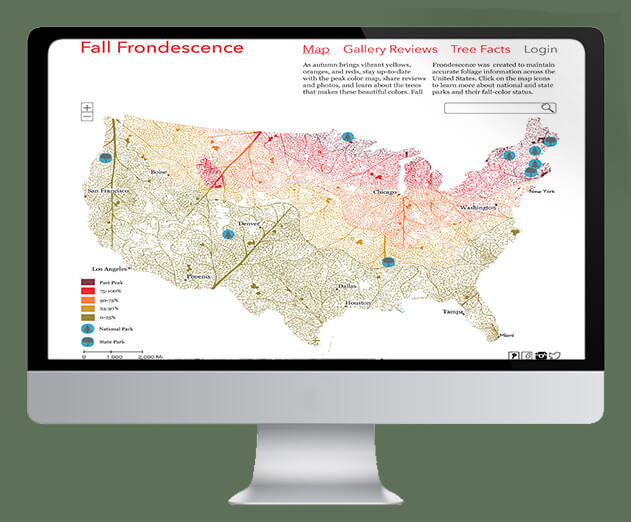 Fall Frondescence
Map Gallery Reviews Tree Facts Login
As autumn brings vibrant yellows,
oranges, and reds, stay up-to-date
with the peak color map, share reviews
and photos, and learn about the trees
that makes these beautiful colors. Fall
Frondescence was created to maintain
accurate foliage information across the
United States. Click on the map icons
to learn more about national and state
parks and their fall-color status.
+
−
San Francisco
Boise
Chicago
New York
Washington
Denver
Los Angeles
Phoenix
Dallas
Houston
Tampa
Miami
Past Peak
75-100%
50-75%
25-50%
0-25%
National Park
State Park
0 1,000 2,000 Mi